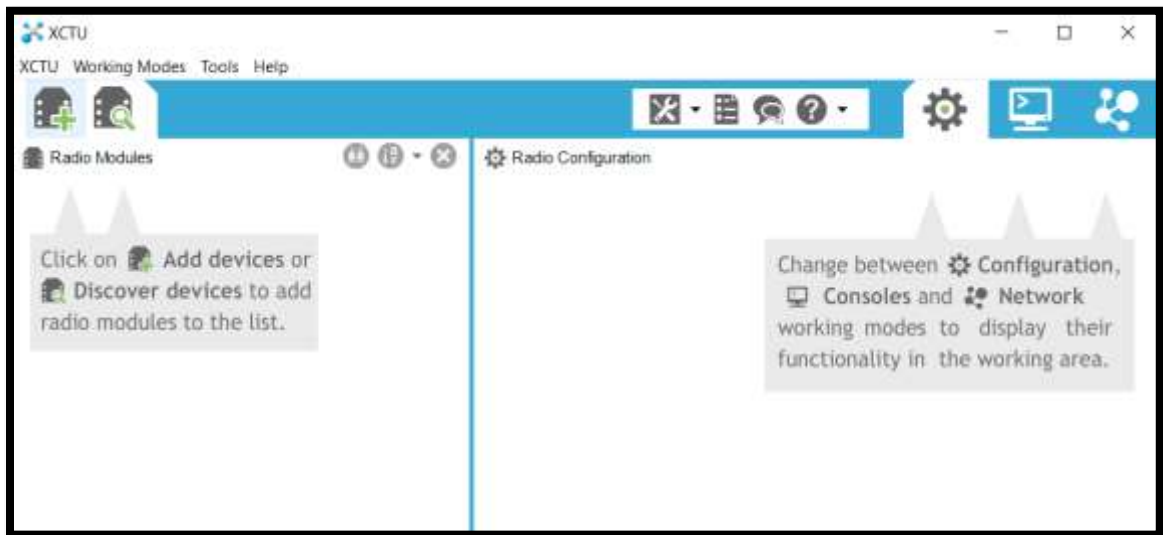 XCTU
XCTU Working Modes Tools Help
Radio Modules
Radio Configuration
Click on Add devices or
Discover devices to add
radio modules to the list.
Change between Configuration,
Consoles and Network
working modes to display their
functionality in the working area.